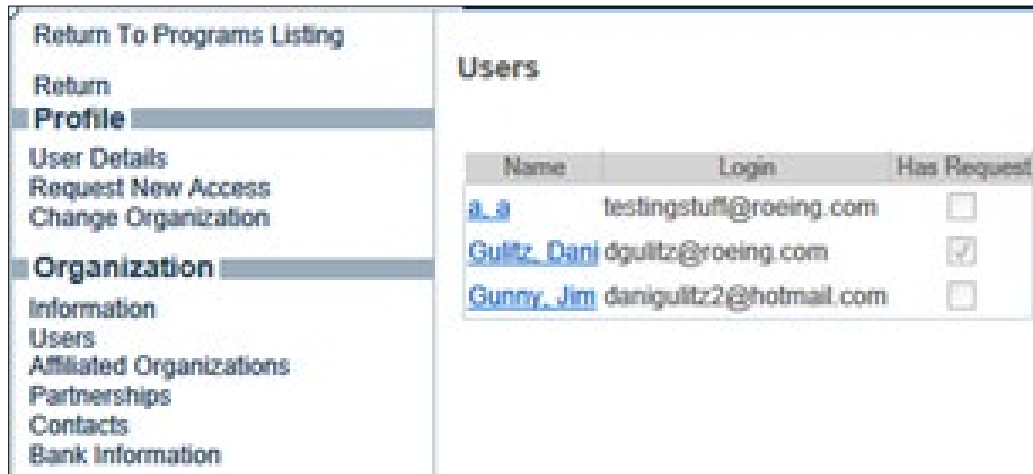 Return To Programs Listing
Return
Profile
User Details
Request New Access
Change Organization
Organization
Information
Users
Affiliated Organizations
Partnerships
Contacts
Bank Information
Users
Name Login Has Request
a, a testingstuff@roeing.com
Gulitz, Dani dgulitz@roeing.com
Gunny, Jim danigulitz2@hotmail.com